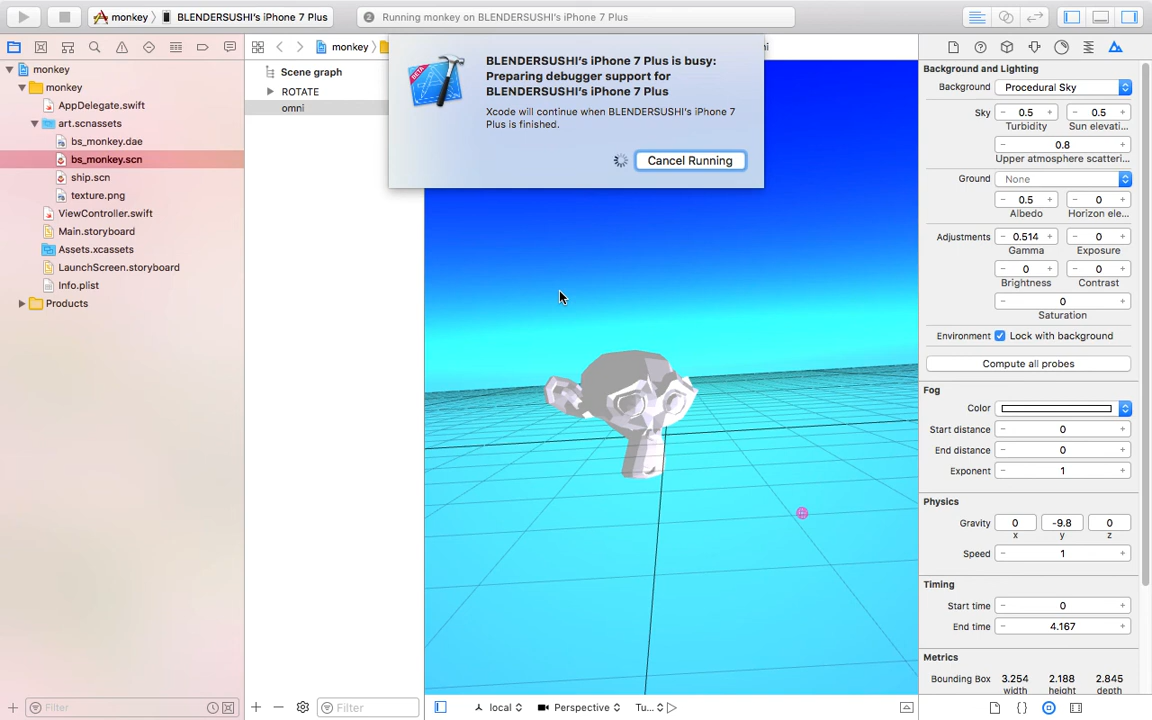 monkey
BLENDERSUSHI's iPhone 7 Plus
2
Running monkey on BLENDERSUSHI's iPhone 7 Plus
monkey
monkey
AppDelegate.swift
art.scnassets
bs_monkey.dae
bs_monkey.scn
ship.scn
texture.png
ViewController.swift
Main.storyboard
Assets.xcassets
LaunchScreen.storyboard
Info.plist
Products
Filter
monkey
Scene graph
ROTATE
omni
Filter
BETA
BLENDERSUSHI's iPhone 7 Plus is busy:
Preparing debugger support for
BLENDERSUSHI's iPhone 7 Plus
Xcode will continue when BLENDERSUSHI's iPhone 7
Plus is finished.
Cancel Running
local
Perspective
Tu...
Background and Lighting
Background Procedural Sky
Sky 0.5 0.5
Turbidity Sun elevati...
0.8
Upper atmosphere scatteri...
Ground None
0.5 0
Albedo Horizon ele...
Adjustments 0.514 0
Gamma Exposure
0 0
Brightness Contrast
0
Saturation
Environment Lock with background
Compute all probes
Fog
Color
Start distance 0
End distance 0
Exponent 1
Physics
Gravity 0 -9.8 0
x y z
Speed 1
Timing
Start time 0
End time 4.167
Metrics
Bounding Box 3.254 2.188 2.845
width height depth